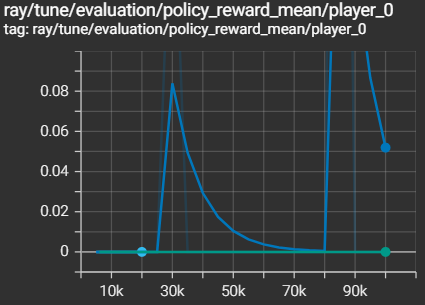 ray/tune/evaluation/policy_reward_mean/player_0
tag: ray/tune/evaluation/policy_reward_mean/player_0
0.08
0.06
0.04
0.02
0
10k 30k 50k 70k 90k